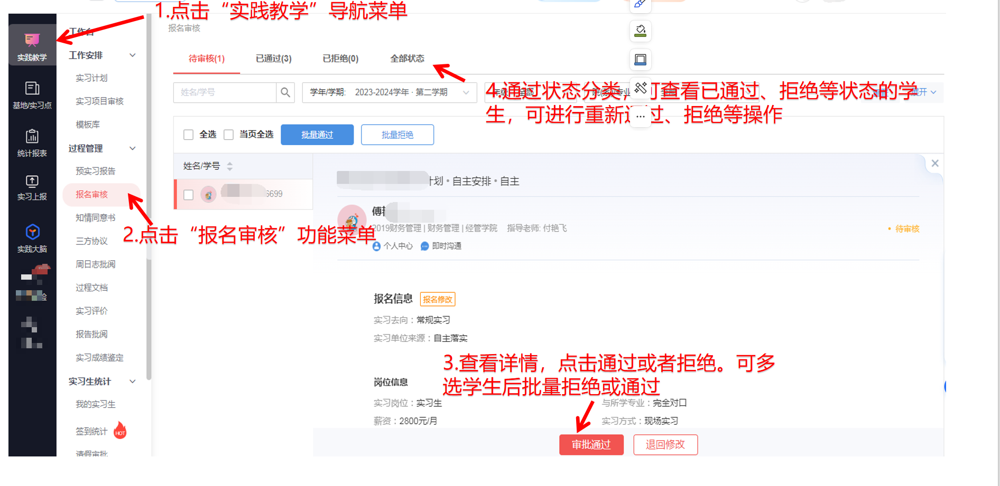 1.点击“实践教学”导航菜单
实践教学
基地/实习点
统计报表
实习上报
实践大脑
检
工作台
工作安排
实习计划
实习项目审核
模板库
过程管理
预实习报告
报名审核
知情同意书
三方协议
周日志批阅
过程文档
实习评价
报告批阅
实习成绩鉴定
实习生统计
我的实习生
签到统计 HOT
请假审批
2.点击“报名审核”功能菜单
报名审核
待审核(1) 已通过(3) 已拒绝(0) 全部状态
姓名/学号 学年/学期: 2023-2024学年 · 第二学期 年级 全部 院(系)/专业 全部 重置 展开
4.通过状态分类，可查看已通过、拒绝等状态的学
生，可进行重新通过、拒绝等操作
全选 当页全选 批量通过 批量拒绝
姓名/学号
6699
计划 • 自主安排 • 自主
傅
2019财务管理 | 财务管理 | 经管学院 指导老师: 付艳飞
• 待审核
个人中心 即时沟通
报名信息 报名修改
实习去向：常规实习
实习单位来源：自主落实
3.查看详情，点击通过或者拒绝。可多
选学生后批量拒绝或通过
岗位信息
实习岗位：实习生 与所学专业：完全对口
薪资：2800元/月 实习方式：现场实习
审批通过 退回修改